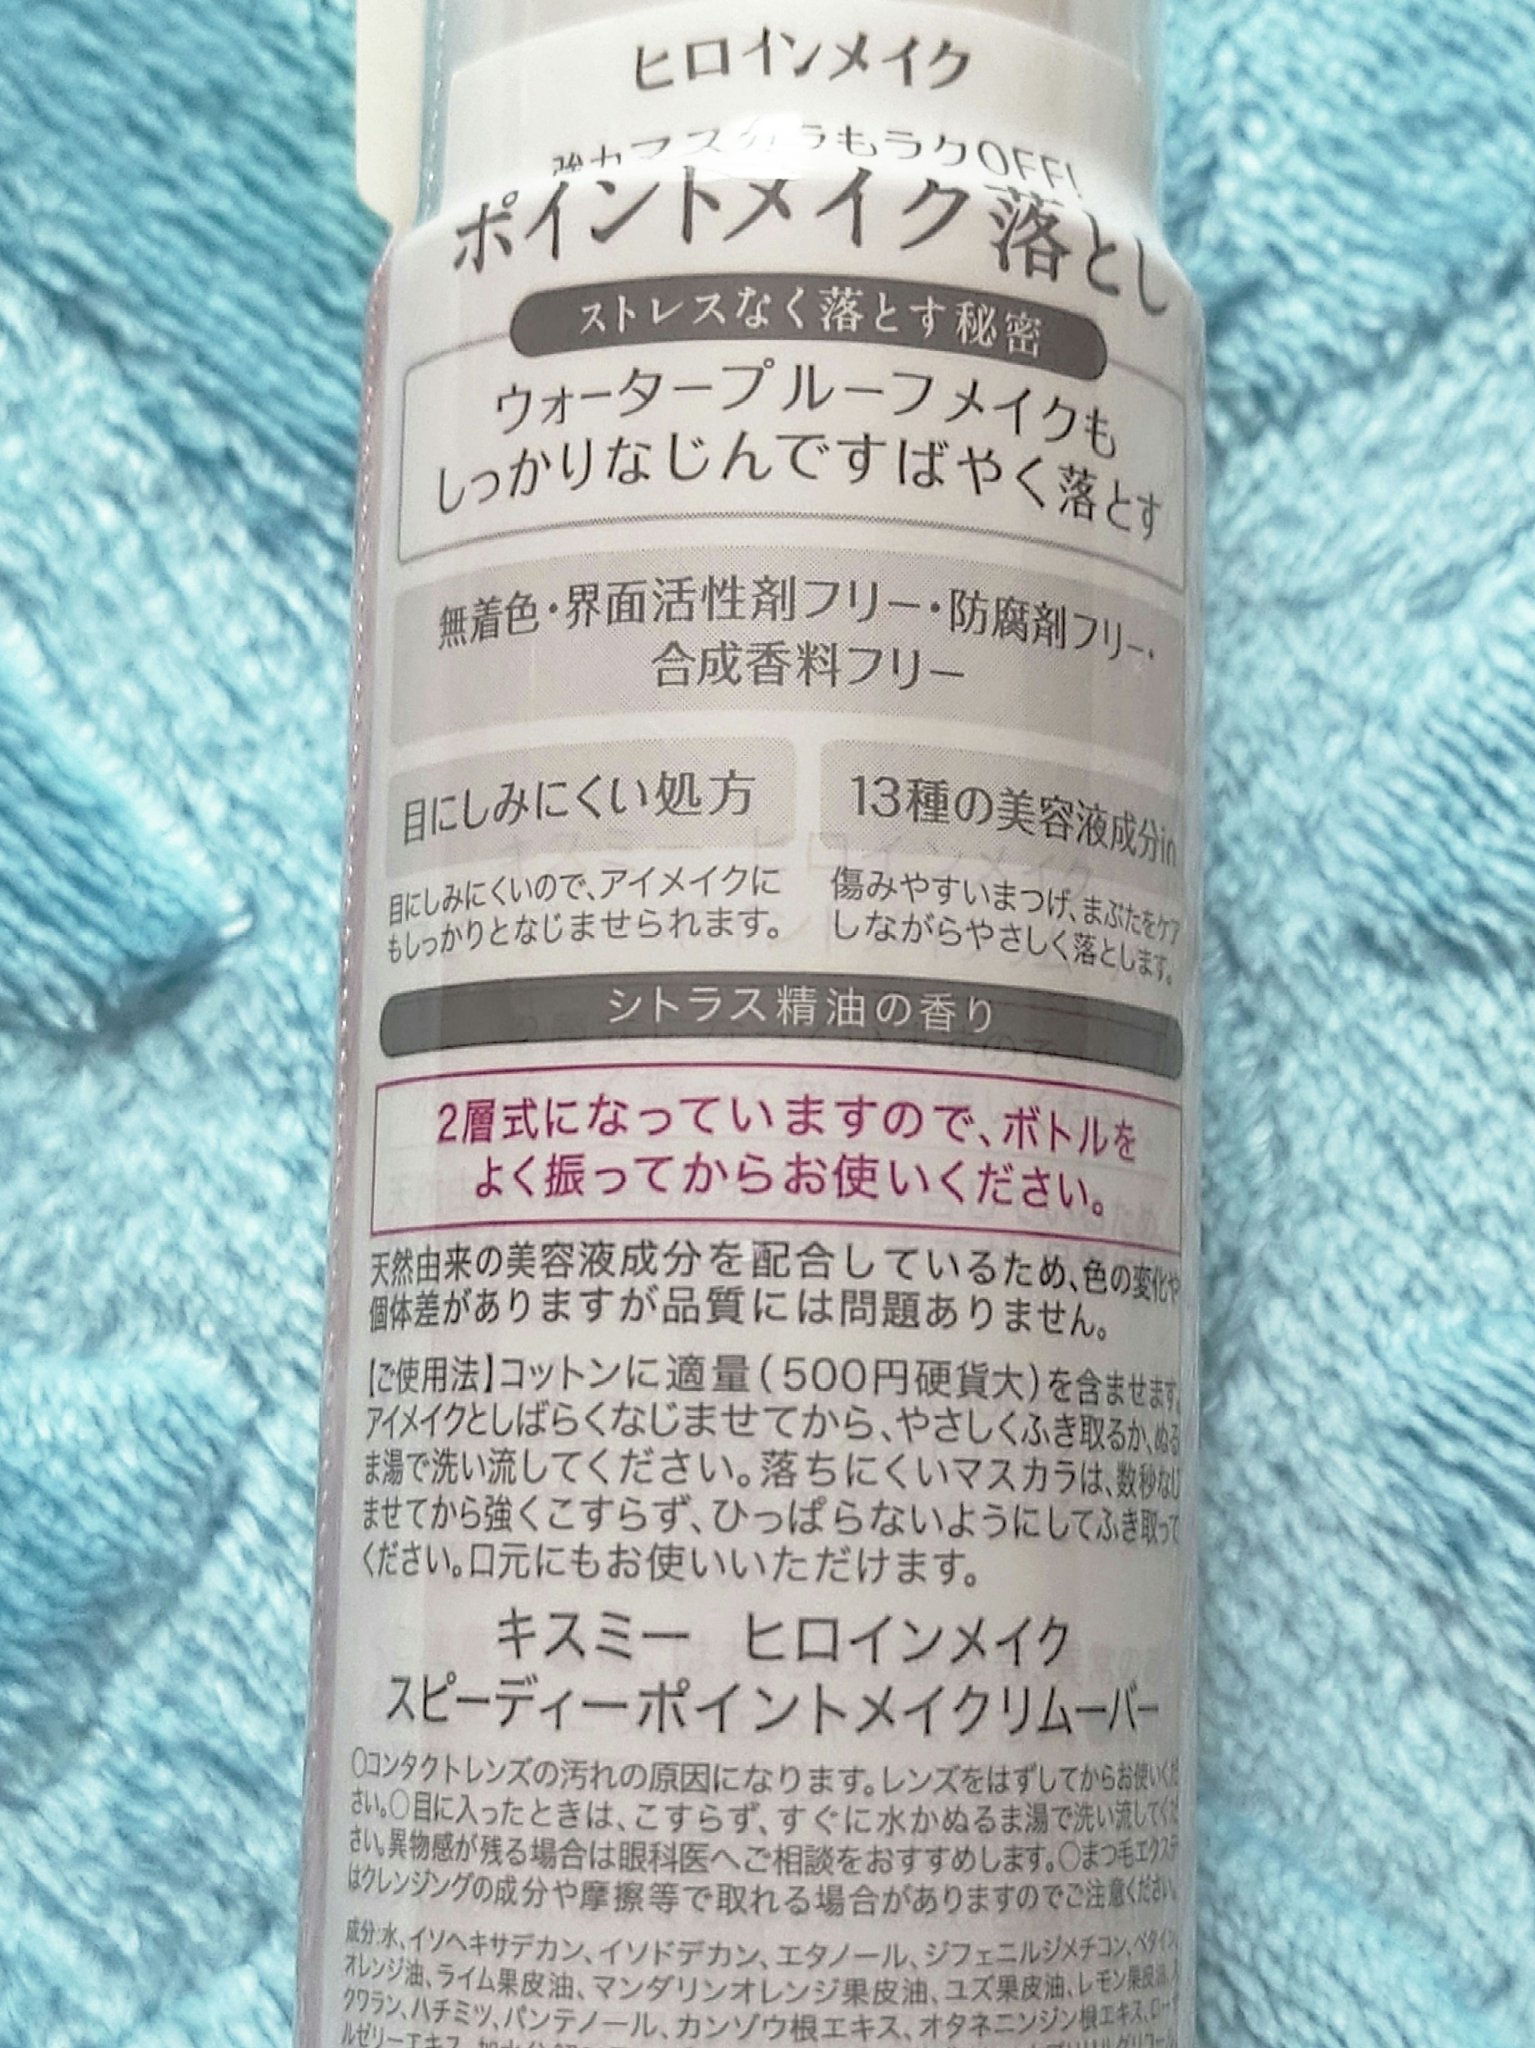 ヒロインメイク
強力マスカラもラクOFF!
ポイントメイク落とし
ストレスなく落とす秘密
ウォータープルーフメイクも
しっかりなじんですばやく落とす
無着色・界面活性剤フリー・防腐剤フリー・
合成香料フリー
目にしみにくい処方
目にしみにくいので、アイメイクに
もしっかりとなじませられます。
13種の美容液成分in
傷みやすいまつげ、まぶたをケア
しながらやさしく落とします。
シトラス精油の香り
2層式になっていますので、ボトルを
よく振ってからお使いください。
天然由来の美容液成分を配合しているため、色の変化や
個体差がありますが品質には問題ありません。
【ご使用法】コットンに適量(500円硬貨大)を含ませます。
アイメイクとしばらくなじませてから、やさしくふき取るか、ぬる
ま湯で洗い流してください。落ちにくいマスカラは、数秒なじ
ませてから強くこすらず、ひっぱらないようにしてふき取って
ください。口元にもお使いいただけます。
キスミー ヒロインメイク
スピーディーポイントメイクリムーバー
○コンタクトレンズの汚れの原因になります。レンズをはずしてからお使いくだ
さい。○目に入ったときは、こすらず、すぐに水かぬるま湯で洗い流してくだ
さい。異物感が残る場合は眼科医へご相談をおすすめします。○まつ毛エクステ
はクレンジングの成分や摩擦等で取れる場合がありますのでご注意ください。
成分:水、イソヘキサデカン、イソドデカン、エタノール、ジフェニルジメチコン、ベタイン、
オレンジ油、ライム果皮油、マンダリンオレンジ果皮油、ユズ果皮油、レモン果皮油、
クワラン、ハチミツ、パンテノール、カンゾウ根エキス、オタネニンジン根エキス、ロー
ルゼリーエキス、